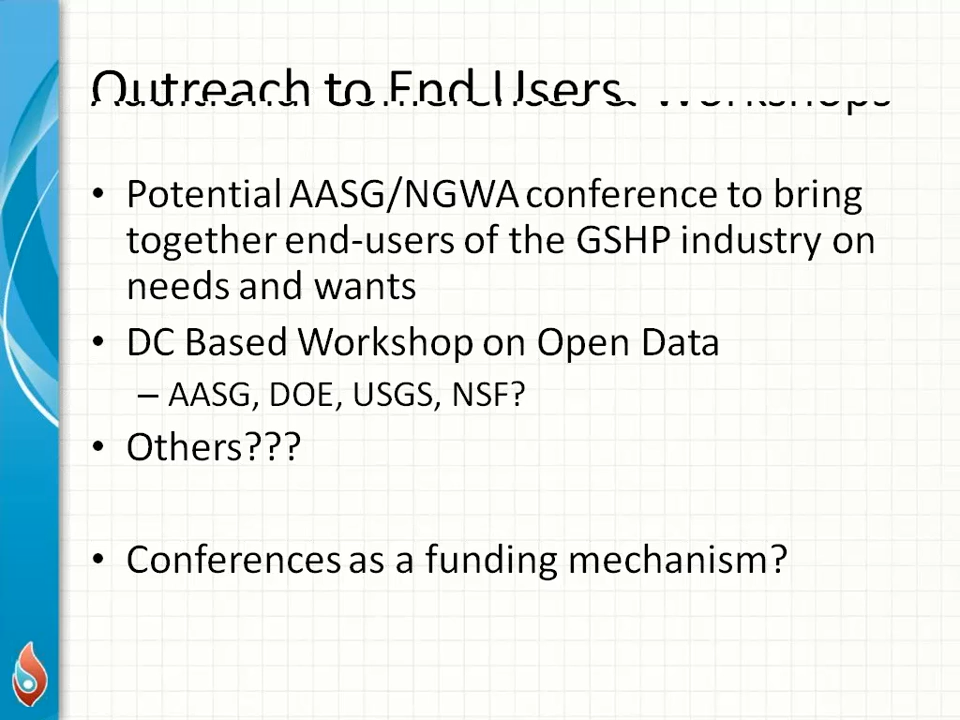 Outreach to End Users
Workshops
• Potential AASG/NGWA conference to bring
together end-users of the GSHP industry on
needs and wants
• DC Based Workshop on Open Data
– AASG, DOE, USGS, NSF?
• Others???
• Conferences as a funding mechanism?